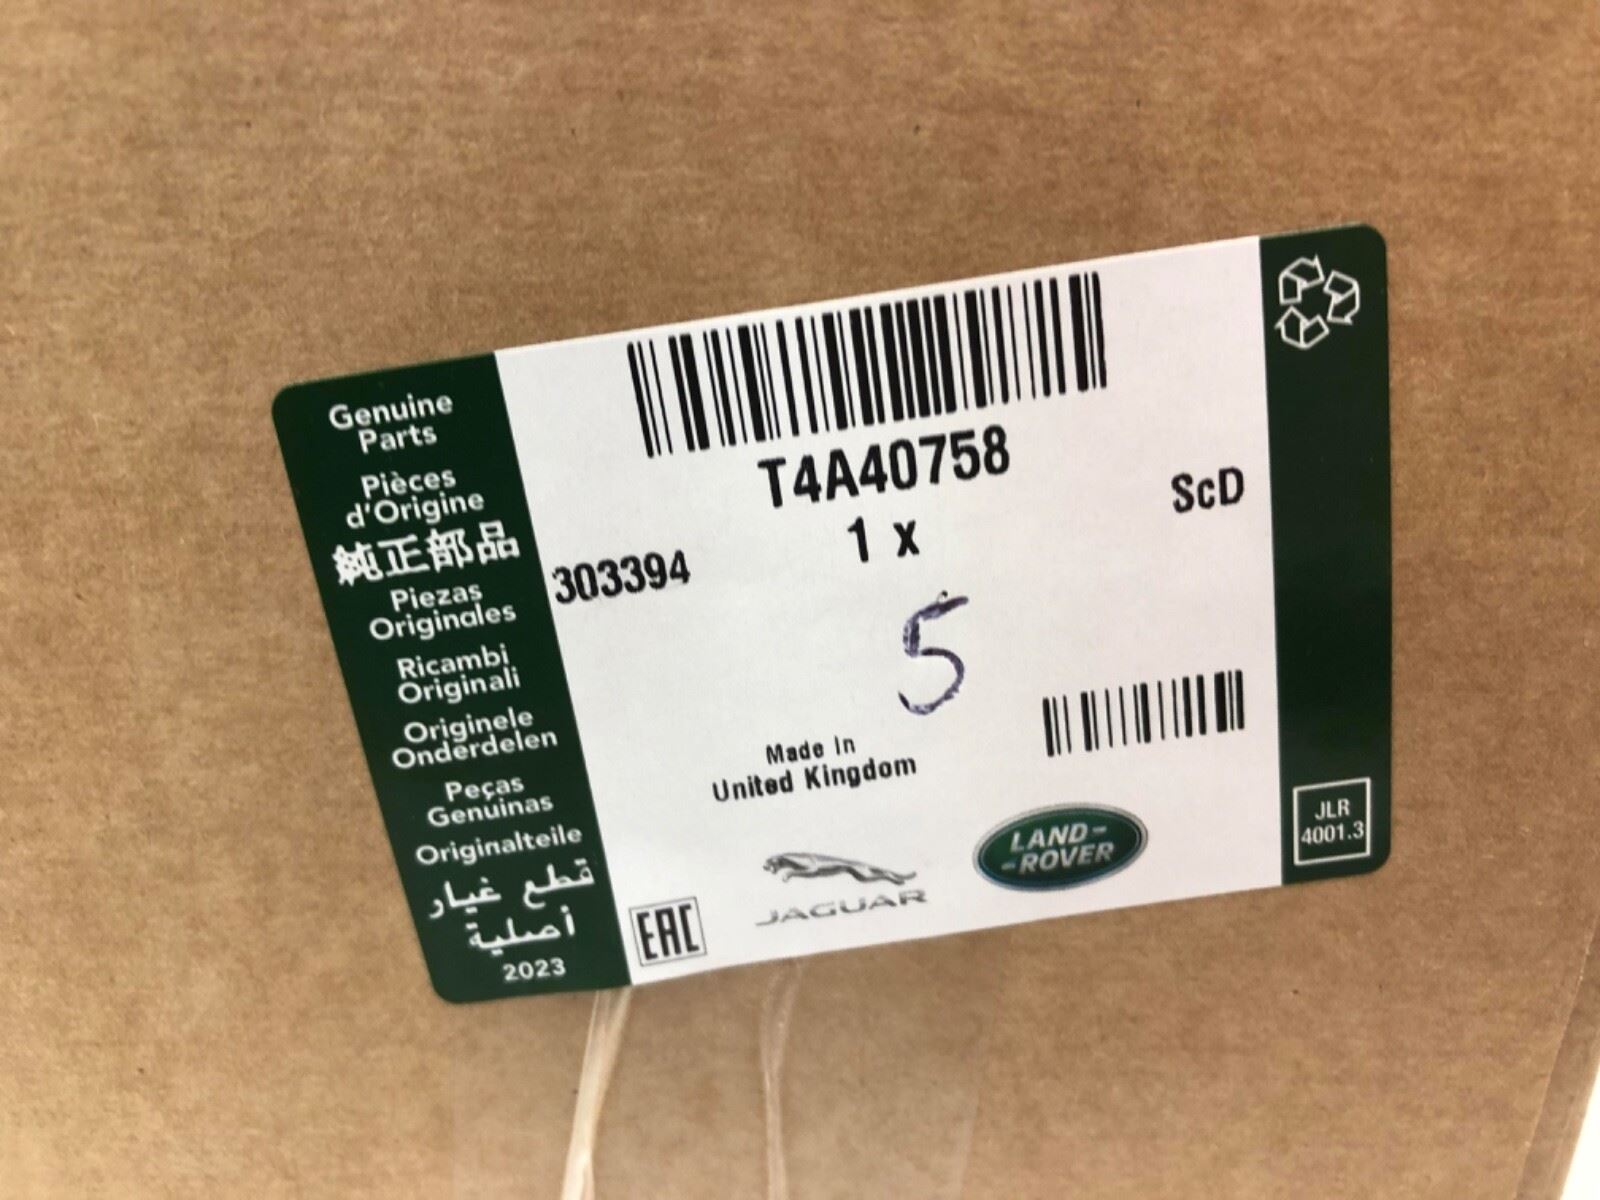 Genuine
Parts
Pièces
d'Origine
純正部品
Piezas
Originales
Ricambi
Originali
Originele
Onderdelen
Peças
Genuinas
Originalteile
قطع غيار
أصلية
2023
T4A40758
1 x
ScD
303394
5
Made in
United Kingdom
EAC
JAGUAR
LAND-
-ROVER
JLR
4001.3